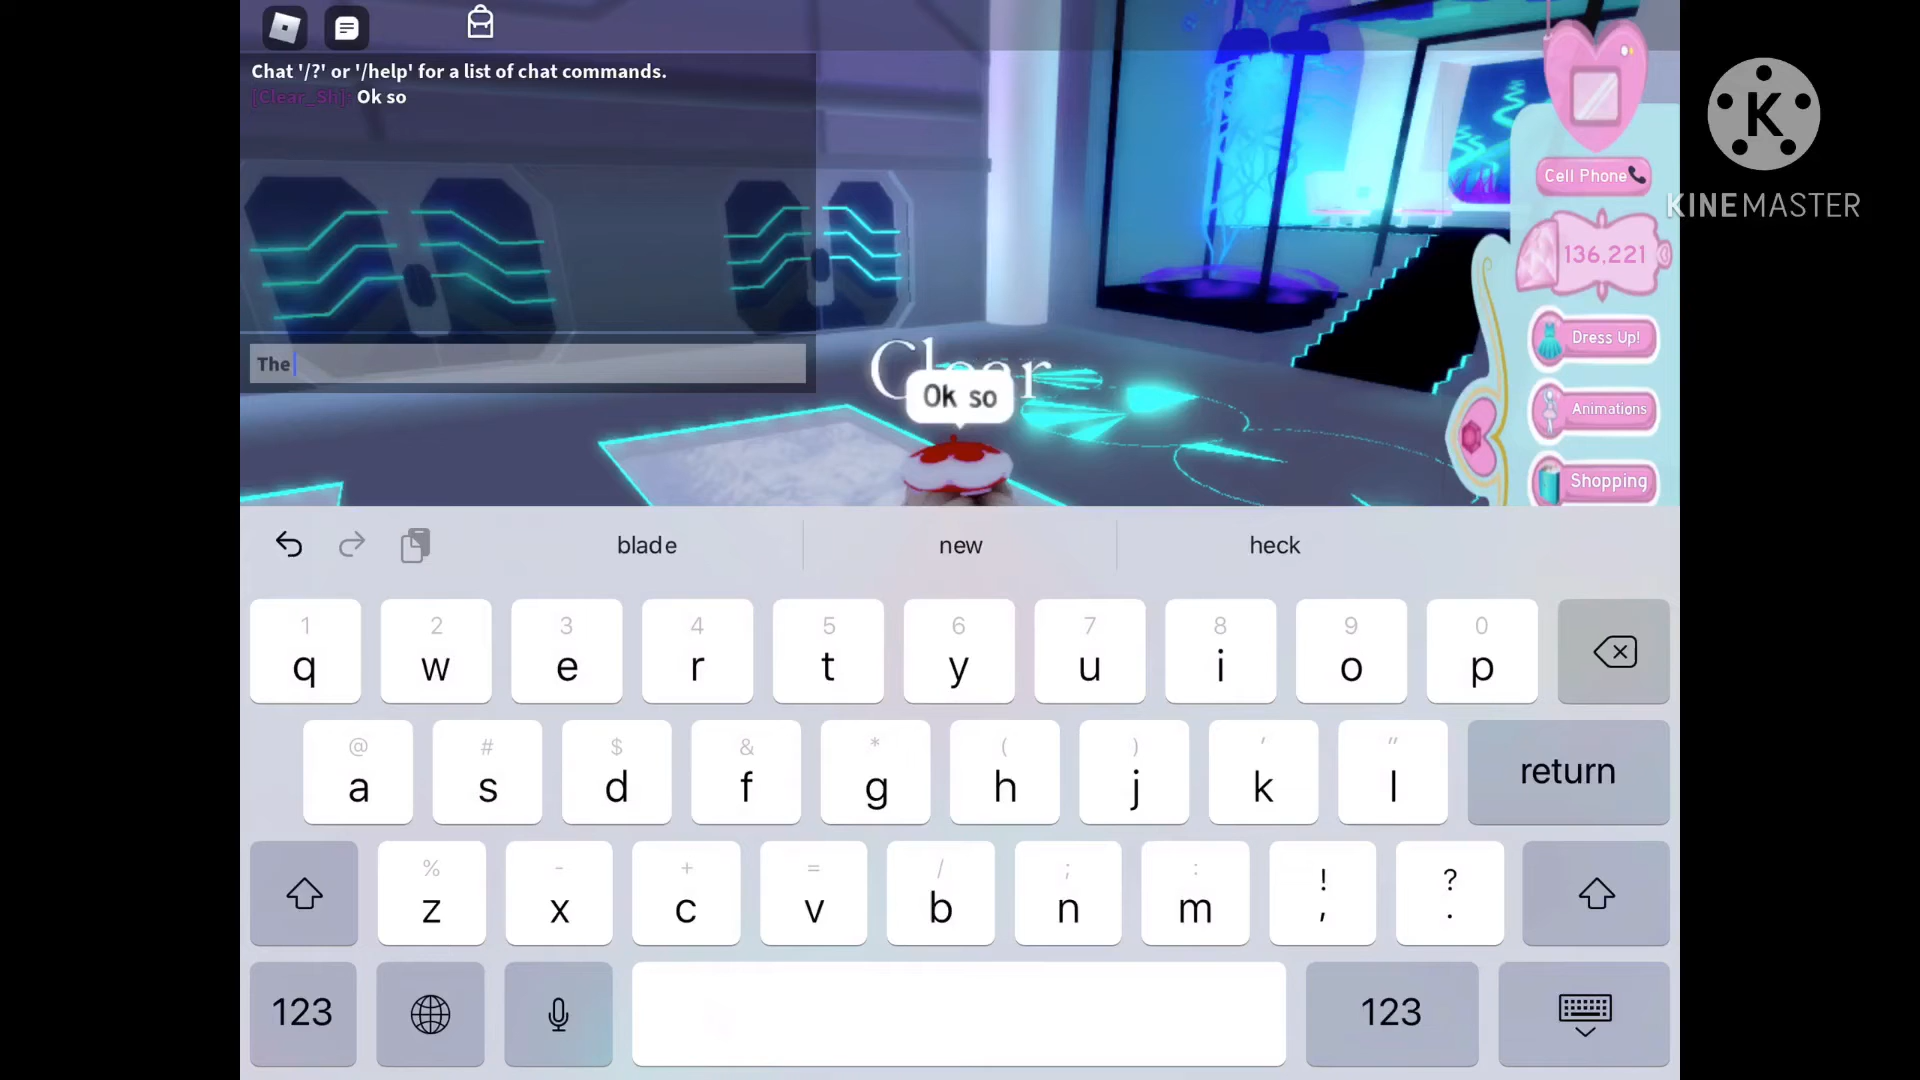 Chat '/?' or '/help' for a list of chat commands.
[Clear_Sh]: Ok so
The
Clear
Ok so
Cell Phone
136,221
Dress Up!
Animations
Shopping
K
KINEMASTER
blade new heck
1 2 3 4 5 6 7 8 9 0
q w e r t y u i o p
@ # $ & * ( ) ' "
a s d f g h j k l return
% - + = / ; : ! ?
z x c v b n m , .
123 123